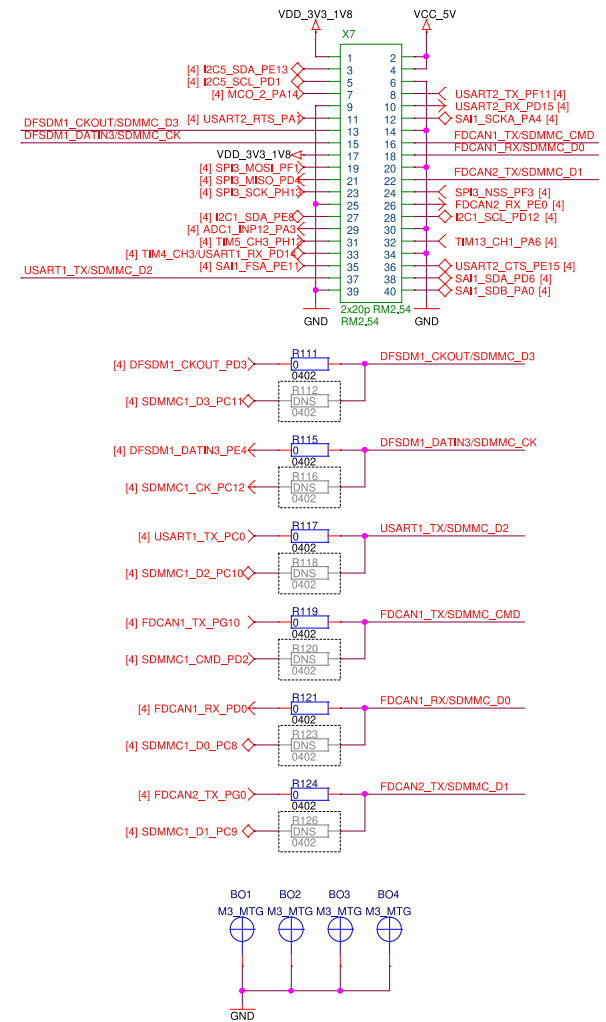 VDD_3V3_1V8 VCC_5V
X7
1 2
3 4
[4] I2C5_SDA_PE13
5 6
[4] I2C5_SCL_PD1
7 8
[4] MCO_2_PA14 USART2_TX_PF11 [4]
9 10
USART2_RX_PD15 [4]
11 12
[4] USART2_RTS_PA1 SAI1_SCKA_PA4 [4]
DFSDM1_CKOUT/SDMMC_D3
13 14
DFSDM1_DATIN3/SDMMC_CK FDCAN1_TX/SDMMC_CMD
15 16
FDCAN1_RX/SDMMC_D0
VDD_3V3_1V8 17 18
[4] SPI3_MOSI_PF1 19 20
FDCAN2_TX/SDMMC_D1
[4] SPI3_MISO_PD4 21 22
[4] SPI3_SCK_PH13 23 24 SPI3_NSS_PF3 [4]
25 26 FDCAN2_RX_PE0 [4]
[4] I2C1_SDA_PE8 27 28 I2C1_SCL_PD12 [4]
[4] ADC1_INP12_PA3 29 30
[4] TIM5_CH3_PH12 31 32 TIM13_CH1_PA6 [4]
[4] TIM4_CH3/USART1_RX_PD14 33 34
[4] SAI1_FSA_PE11 35 36 USART2_CTS_PE15 [4]
USART1_TX/SDMMC_D2 37 38 SAI1_SDA_PD6 [4]
39 40 SAI1_SDB_PA0 [4]
2x20p RM2,54
RM2.54
GND GND
R111
[4] DFSDM1_CKOUT_PD3 0 DFSDM1_CKOUT/SDMMC_D3
0402
R112
[4] SDMMC1_D3_PC11 DNS
0402
R115
[4] DFSDM1_DATIN3_PE4 0 DFSDM1_DATIN3/SDMMC_CK
0402
R116
[4] SDMMC1_CK_PC12 DNS
0402
R117
[4] USART1_TX_PC0 0 USART1_TX/SDMMC_D2
0402
R118
[4] SDMMC1_D2_PC10 DNS
0402
R119
[4] FDCAN1_TX_PG10 0 FDCAN1_TX/SDMMC_CMD
0402
R120
[4] SDMMC1_CMD_PD2 DNS
0402
R121
[4] FDCAN1_RX_PD0 0 FDCAN1_RX/SDMMC_D0
0402
R123
[4] SDMMC1_D0_PC8 DNS
0402
R124
[4] FDCAN2_TX_PG0 0 FDCAN2_TX/SDMMC_D1
0402
R126
[4] SDMMC1_D1_PC9 DNS
0402
BO1 BO2 BO3 BO4
M3_MTG M3_MTG M3_MTG M3_MTG
GND